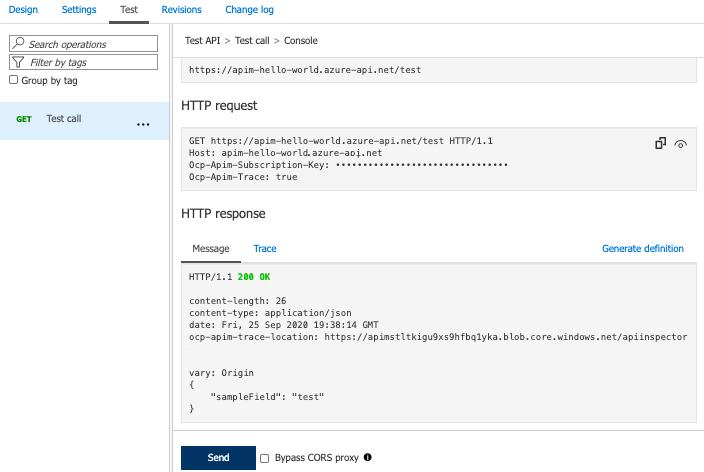 Design Settings Test Revisions Change log
Search operations
Filter by tags
Group by tag
GET Test call ...
Test API > Test call > Console
https://apim-hello-world.azure-api.net/test
HTTP request
GET https://apim-hello-world.azure-api.net/test HTTP/1.1
Host: apim-hello-world.azure-api.net
Ocp-Apim-Subscription-Key: ••••••••••••••••••••••••••••••••
Ocp-Apim-Trace: true
HTTP response
Message Trace Generate definition
HTTP/1.1 200 OK
content-length: 26
content-type: application/json
date: Fri, 25 Sep 2020 19:38:14 GMT
ocp-apim-trace-location: https://apimstltkigu9xs9hfbq1yka.blob.core.windows.net/apiinspector
vary: Origin
{
    "sampleField": "test"
}
Send Bypass CORS proxy